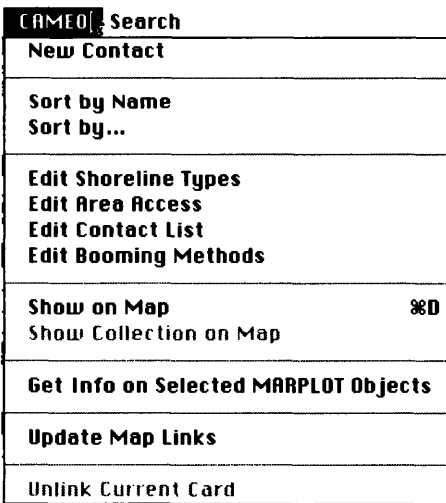 CAMEO Search
New Contact
Sort by Name
Sort by...
Edit Shoreline Types
Edit Area Access
Edit Contact List
Edit Booming Methods
Show on Map ⌘D
Show Collection on Map
Get Info on Selected MARPLOT Objects
Update Map Links
Unlink Current Card